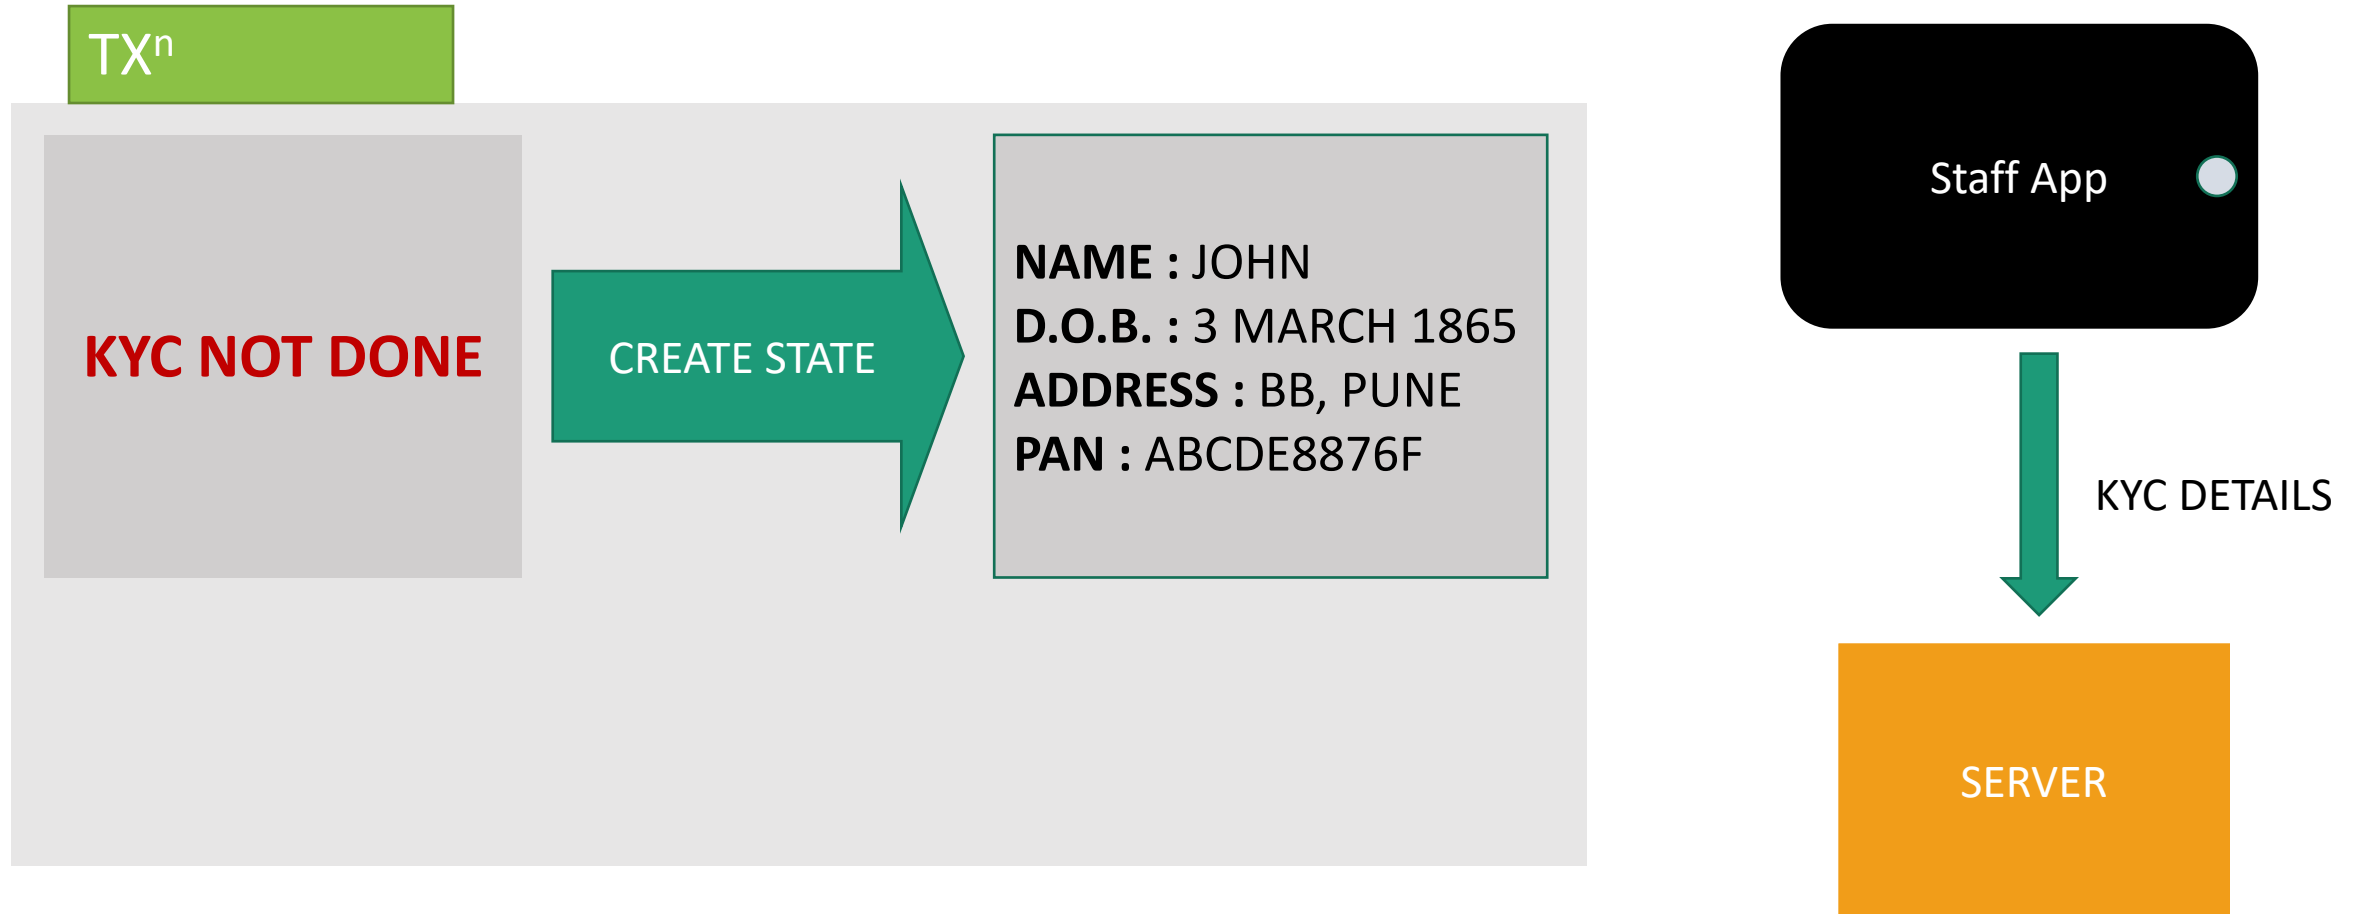 TXⁿ
KYC NOT DONE
CREATE STATE
NAME : JOHN
D.O.B. : 3 MARCH 1865
ADDRESS : BB, PUNE
PAN : ABCDE8876F
Staff App
KYC DETAILS
SERVER